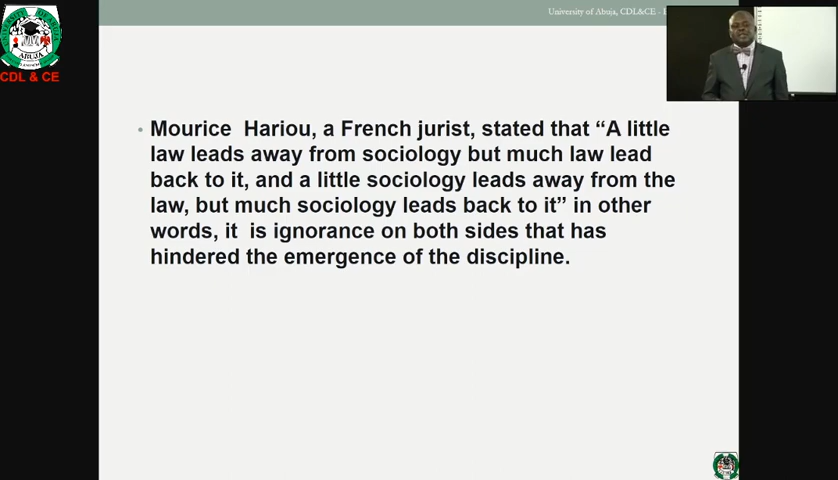 University of Abuja, CDL&CE -
ABUJA
CDL & CE
• Mourice Hariou, a French jurist, stated that “A little
law leads away from sociology but much law lead
back to it, and a little sociology leads away from the
law, but much sociology leads back to it” in other
words, it is ignorance on both sides that has
hindered the emergence of the discipline.